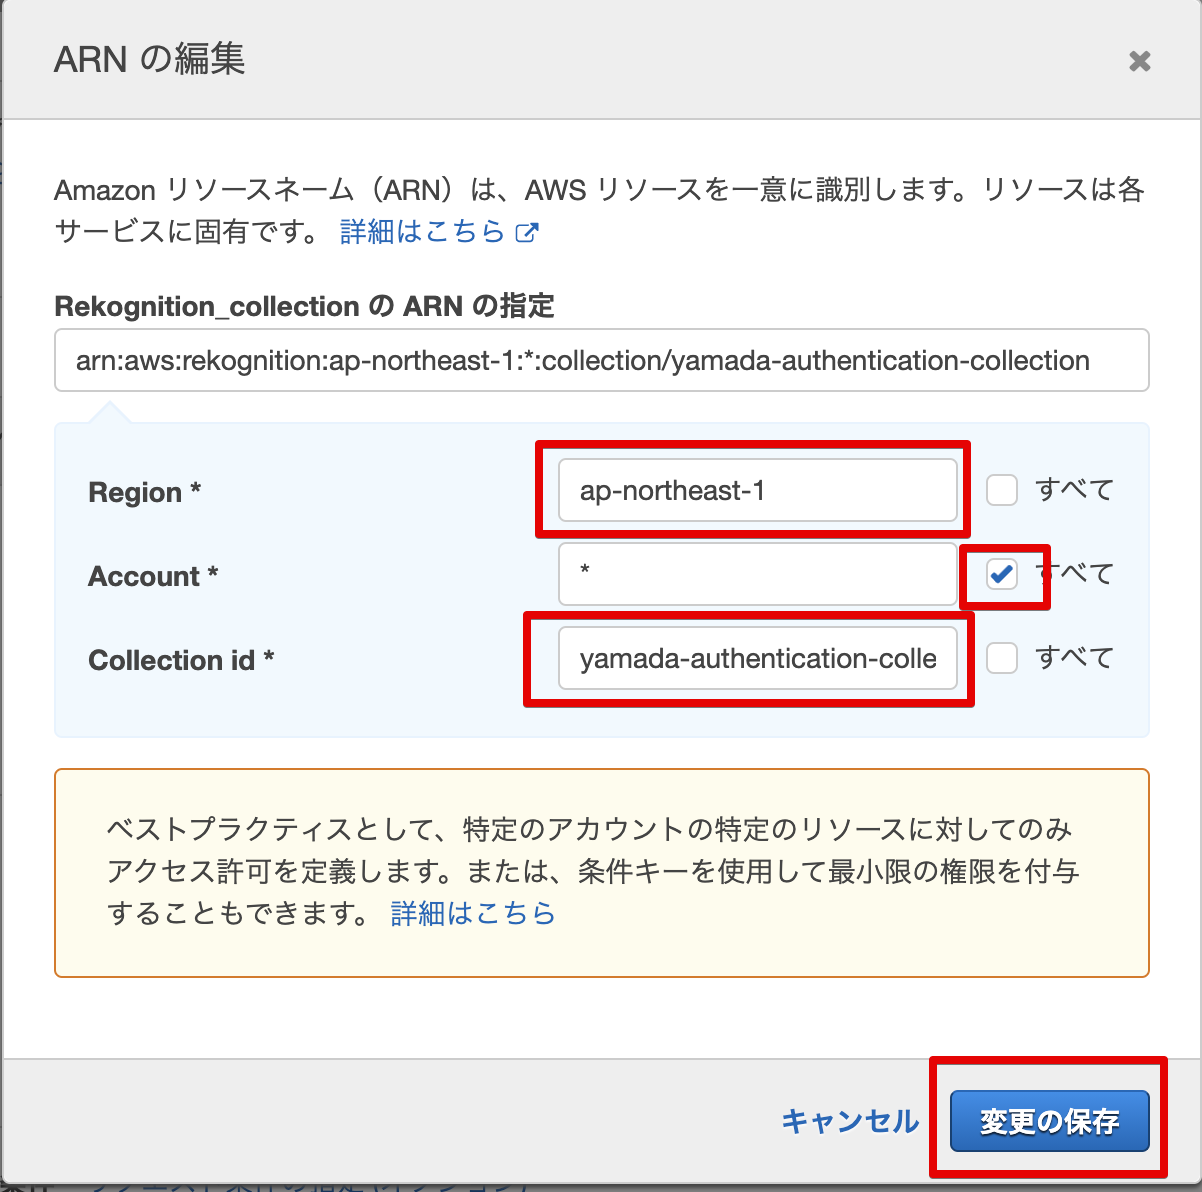 ARN の編集
Amazon リソースネーム（ARN）は、AWS リソースを一意に識別します。リソースは各
サービスに固有です。 詳細はこちら
Rekognition_collection の ARN の指定
arn:aws:rekognition:ap-northeast-1:*:collection/yamada-authentication-collection
Region * ap-northeast-1 すべて
Account * * すべて
Collection id * yamada-authentication-colle すべて
ベストプラクティスとして、特定のアカウントの特定のリソースに対してのみ
アクセス許可を定義します。または、条件キーを使用して最小限の権限を付与
することもできます。 詳細はこちら
キャンセル 変更の保存